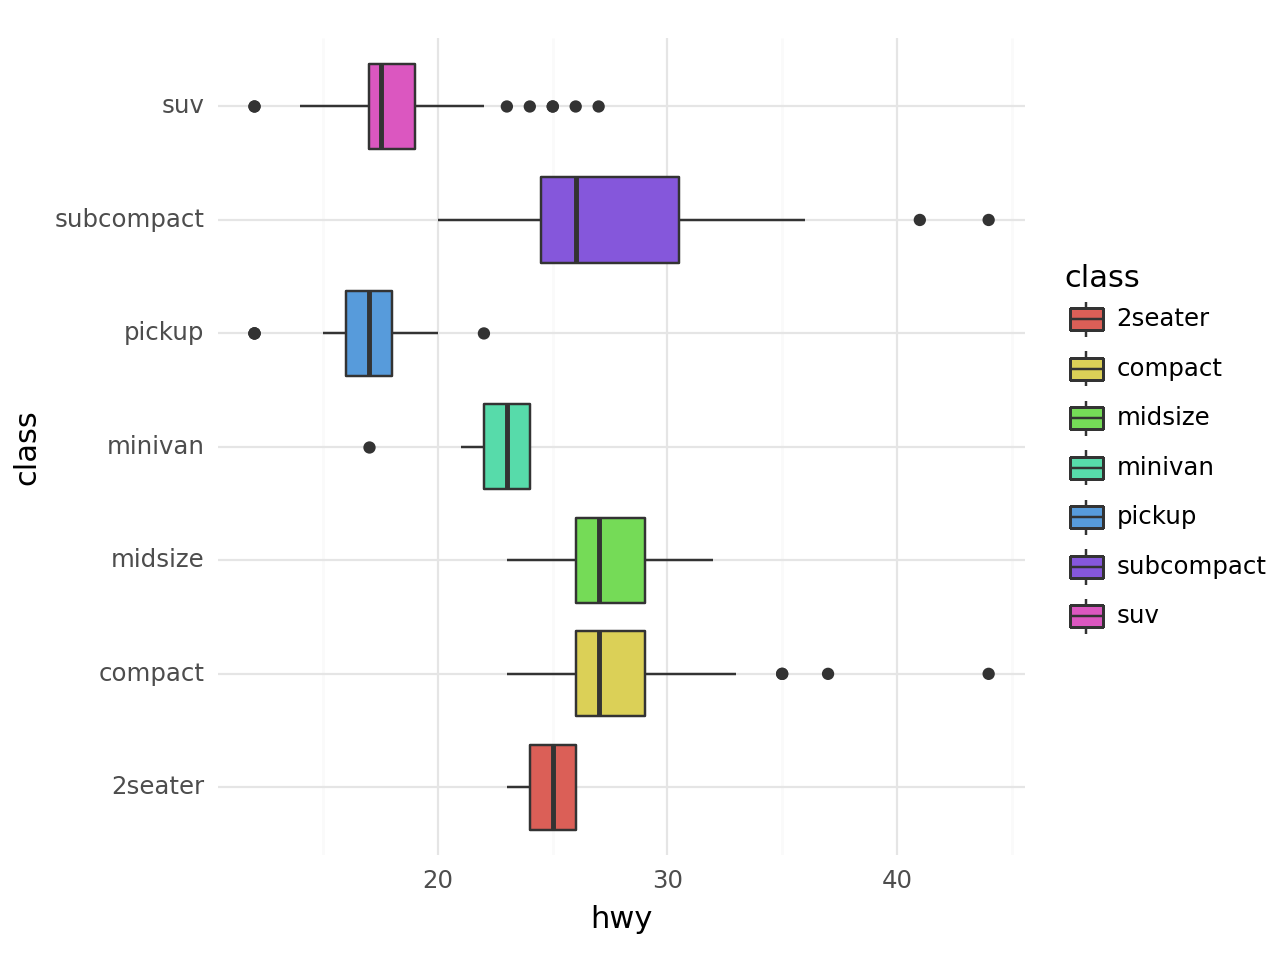 suv
subcompact
pickup
minivan
midsize
compact
2seater
class
20 30 40
hwy
class
2seater
compact
midsize
minivan
pickup
subcompact
suv